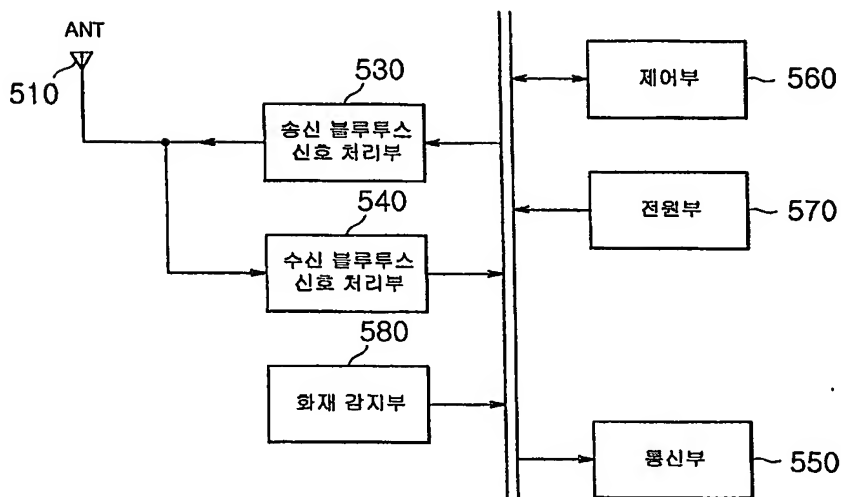 ANT
510
530
송신 블루투스
신호 처리부
540
수신 블루투스
신호 처리부
580
화재 감지부
제어부
560
전원부
570
통신부
550